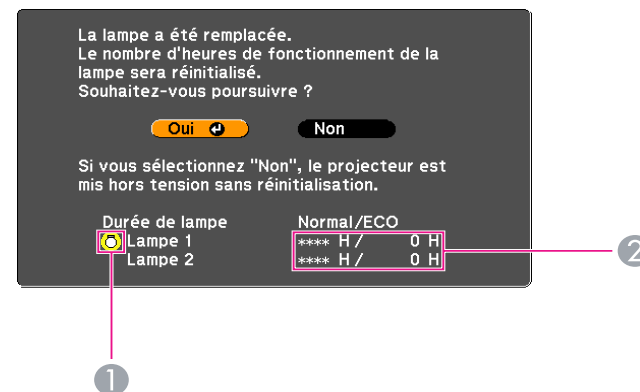 La lampe a été remplacée.
Le nombre d'heures de fonctionnement de la
lampe sera réinitialisé.
Souhaitez-vous poursuivre ?
Oui Non
Si vous sélectionnez "Non", le projecteur est
mis hors tension sans réinitialisation.
Durée de lampe Normal/ECO
Lampe 1 **** H / 0 H
Lampe 2 **** H / 0 H
2
1